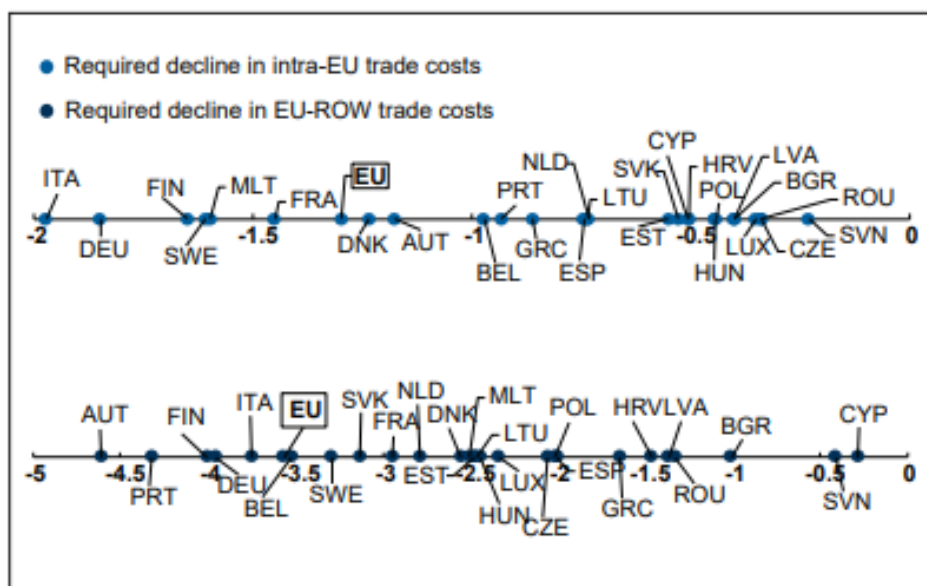 Required decline in intra-EU trade costs
Required decline in EU-ROW trade costs
CYP
NLD HRV LVA
ITA FIN MLT EU SVK
FRA PRT LTU POL BGR ROU
-2 -1.5 -1 -0.5 0
DEU SWE DNK AUT BEL GRC ESP EST HUN LUX CZE SVN
AUT FIN ITA EU SVK FRA NLD DNK MLT LTU POL HRV LVA BGR CYP
-5 -4.5 -4 -3.5 -3 -2.5 -2 -1.5 -1 -0.5 0
PRT DEU BEL SWE EST HUN LUX CZE ESP GRC ROU SVN